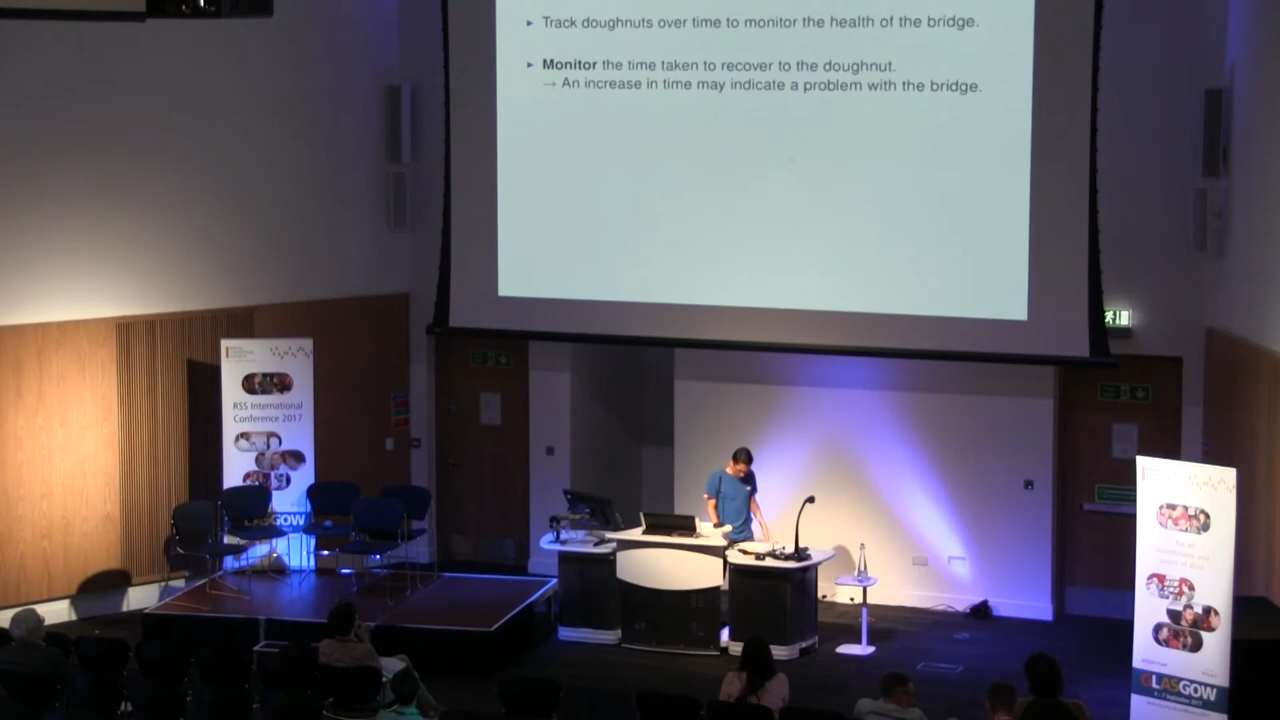 ▸ Track doughnuts over time to monitor the health of the bridge.
▸ Monitor the time taken to recover to the doughnut.
→ An increase in time may indicate a problem with the bridge.
RSS International
Conference 2017
GLASGOW
GLASGOW